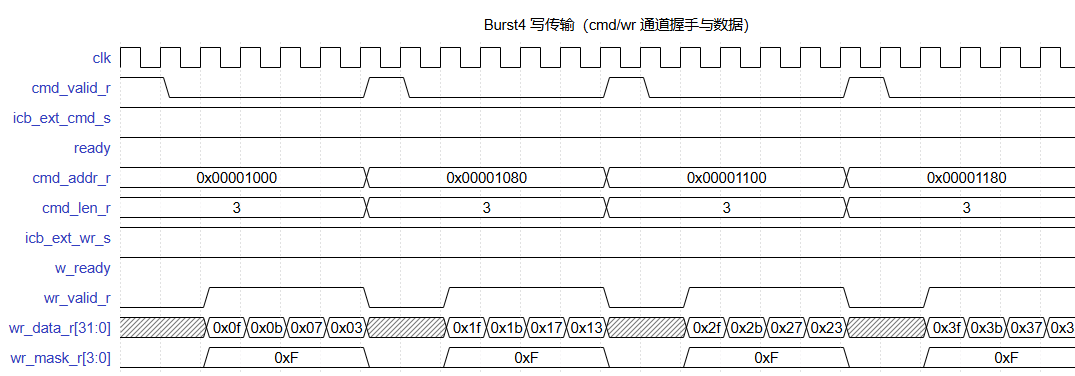 Burst4 写传输（cmd/wr 通道握手与数据）
clk
cmd_valid_r
icb_ext_cmd_s
ready
cmd_addr_r 0x00001000 0x00001080 0x00001100 0x00001180
cmd_len_r 3 3 3 3
icb_ext_wr_s
w_ready
wr_valid_r
wr_data_r[31:0] 0x0f 0x0b 0x07 0x03 0x1f 0x1b 0x17 0x13 0x2f 0x2b 0x27 0x23 0x3f 0x3b 0x37 0x3
wr_mask_r[3:0] 0xF 0xF 0xF 0xF